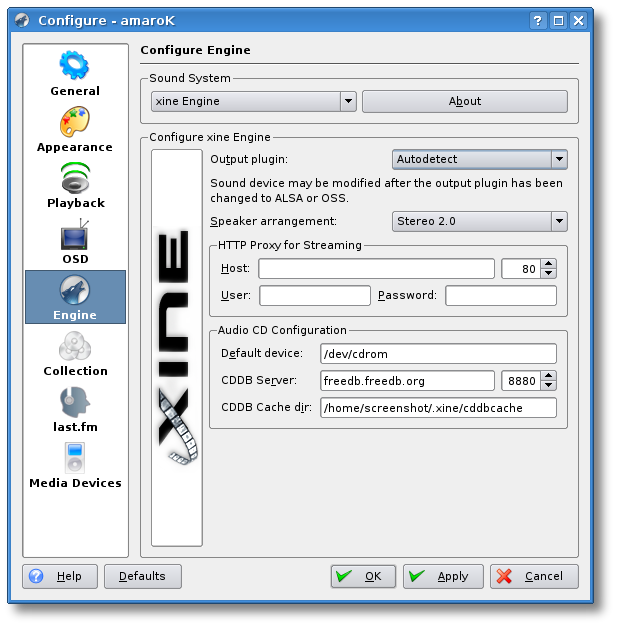 Configure - amaroK
General
Appearance
Playback
OSD
Engine
Collection
last.fm
Media Devices
Configure Engine
Sound System
xine Engine
About
Configure xine Engine
XINE
Output plugin:
Autodetect
Sound device may be modified after the output plugin has been
changed to ALSA or OSS.
Speaker arrangement:
Stereo 2.0
HTTP Proxy for Streaming
Host:
80
User:
Password:
Audio CD Configuration
Default device:
/dev/cdrom
CDDB Server:
freedb.freedb.org
8880
CDDB Cache dir:
/home/screenshot/.xine/cddbcache
Help
Defaults
OK
Apply
Cancel